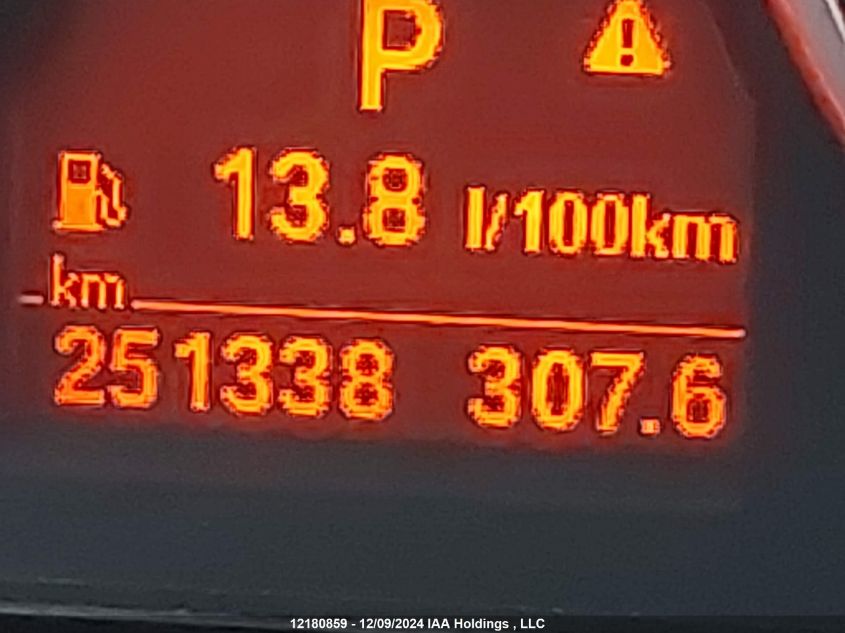 P
13.8 l/100km
km
251338 307.6
12180859 - 12/09/2024 IAA Holdings , LLC